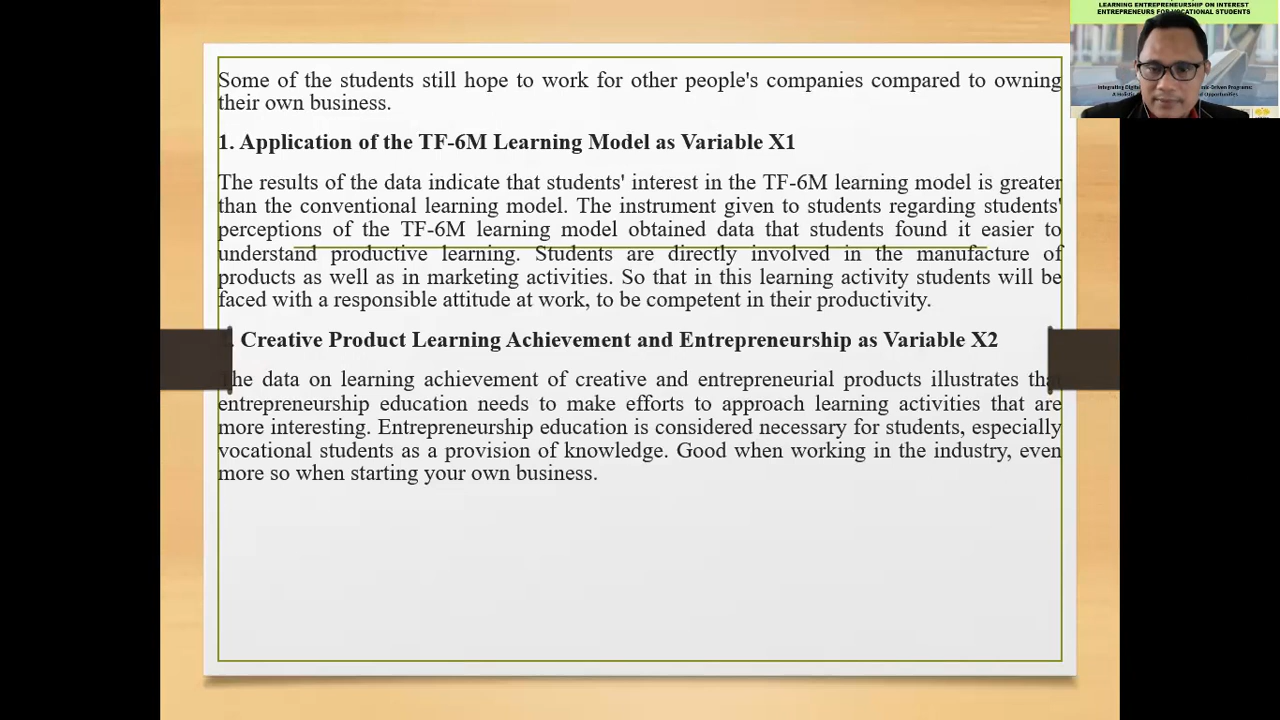 LEARNING ENTREPRENEURSHIP ON INTEREST
ENTREPRENEURS FOR VOCATIONAL STUDENTS
Integrating
Programs:
Opportunities
Some of the students still hope to work for other people's companies compared to owning
their own business.
1. Application of the TF-6M Learning Model as Variable X1
The results of the data indicate that students' interest in the TF-6M learning model is greater
than the conventional learning model. The instrument given to students regarding students'
perceptions of the TF-6M learning model obtained data that students found it easier to
understand productive learning. Students are directly involved in the manufacture of
products as well as in marketing activities. So that in this learning activity students will be
faced with a responsible attitude at work, to be competent in their productivity.
. Creative Product Learning Achievement and Entrepreneurship as Variable X2
The data on learning achievement of creative and entrepreneurial products illustrates that
entrepreneurship education needs to make efforts to approach learning activities that are
more interesting. Entrepreneurship education is considered necessary for students, especially
vocational students as a provision of knowledge. Good when working in the industry, even
more so when starting your own business.